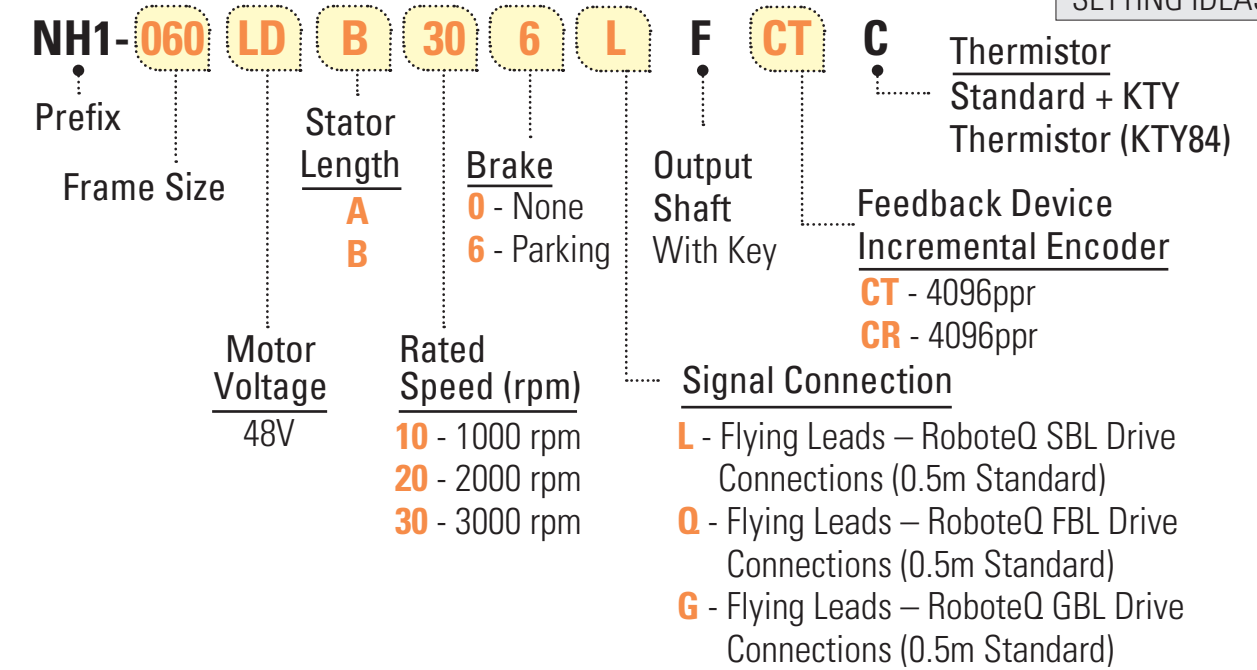 SETTING IDEAS
NH1-060 LD B 30 6 L F CT C
Prefix
Frame Size
Motor
Voltage
48V
Stator
Length
A
B
Rated
Speed (rpm)
10 - 1000 rpm
20 - 2000 rpm
30 - 3000 rpm
Brake
0 - None
6 - Parking
Signal Connection
L - Flying Leads – RoboteQ SBL Drive
Connections (0.5m Standard)
Q - Flying Leads – RoboteQ FBL Drive
Connections (0.5m Standard)
G - Flying Leads – RoboteQ GBL Drive
Connections (0.5m Standard)
Output
Shaft
With Key
Feedback Device
Incremental Encoder
CT - 4096ppr
CR - 4096ppr
Thermistor
Standard + KTY
Thermistor (KTY84)